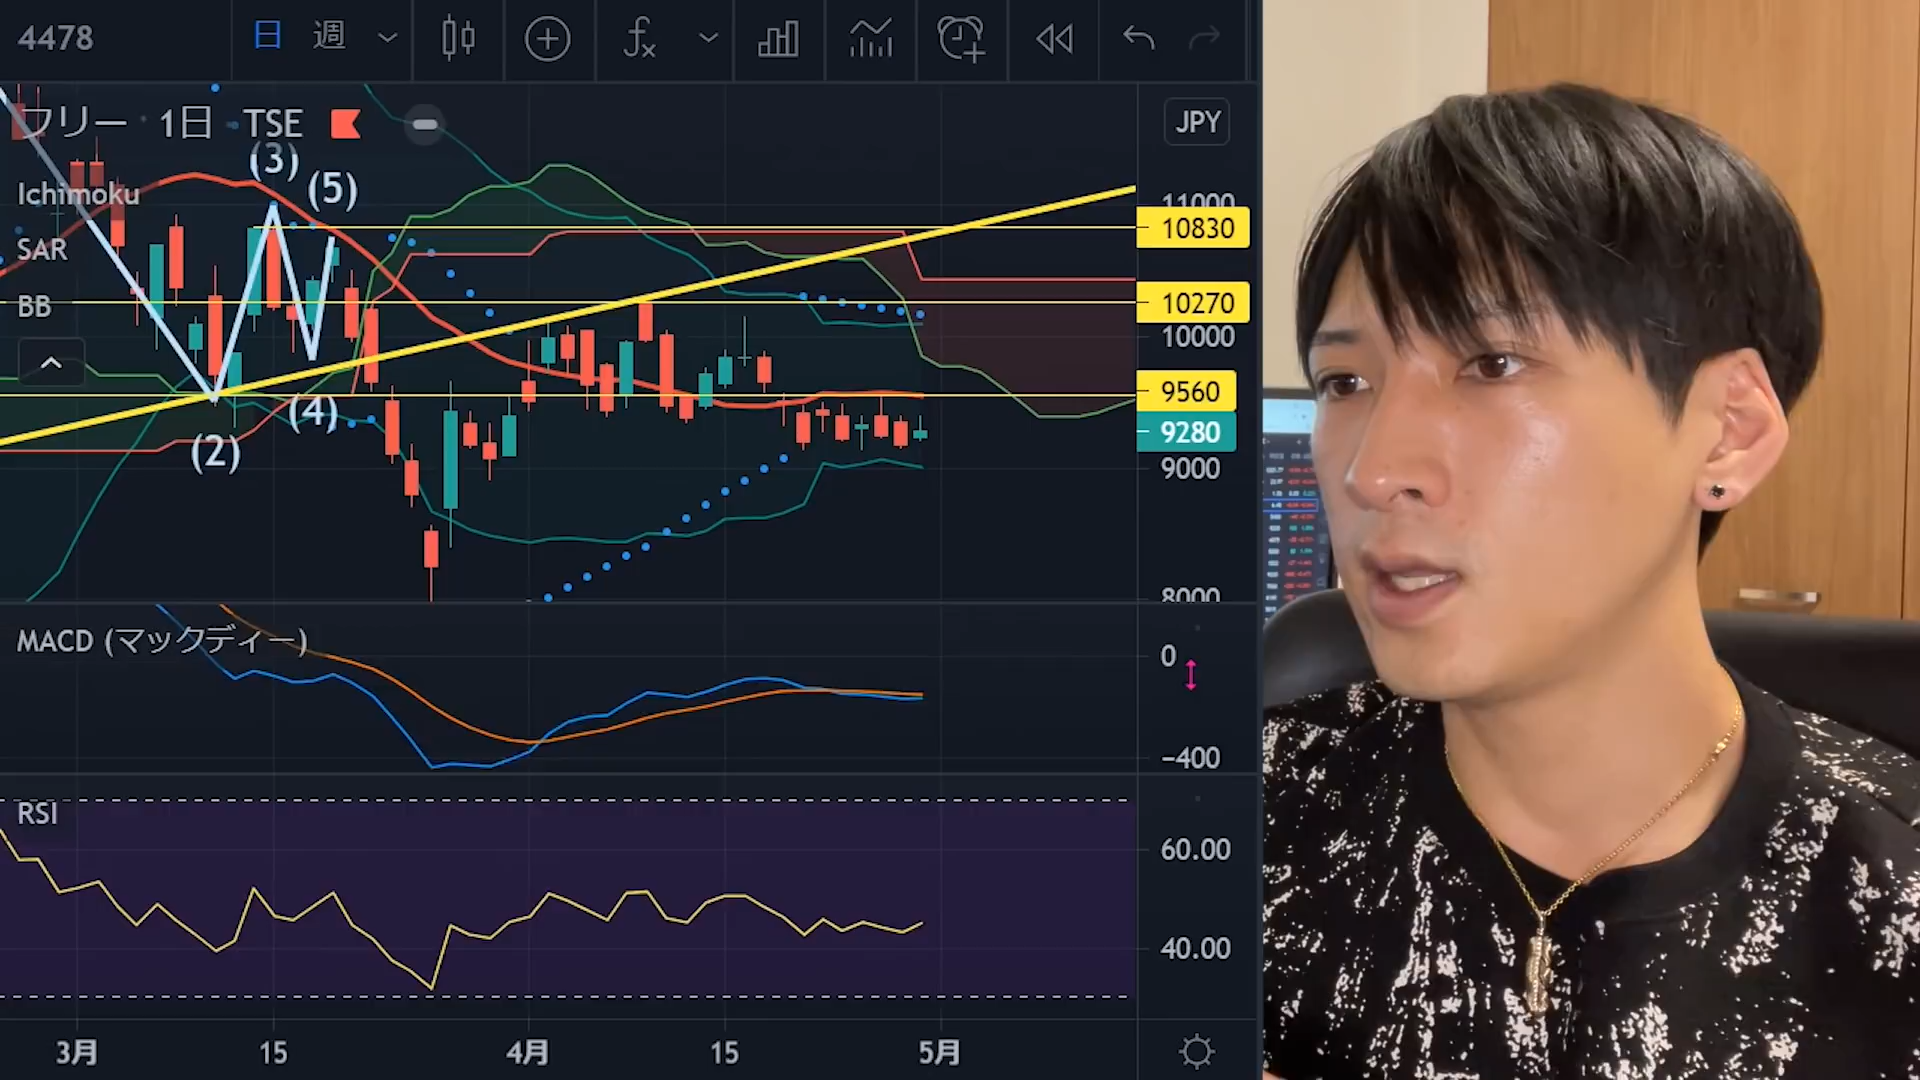 4478 日 週
フリー · 1日 · TSE JPY
(3)
(5)
Ichimoku
SAR
BB
(4)
(2)
11000
10830
10270
10000
9560
9280
9000
8000
MACD (マックディー)
0
−400
RSI
60.00
40.00
3月 15 4月 15 5月